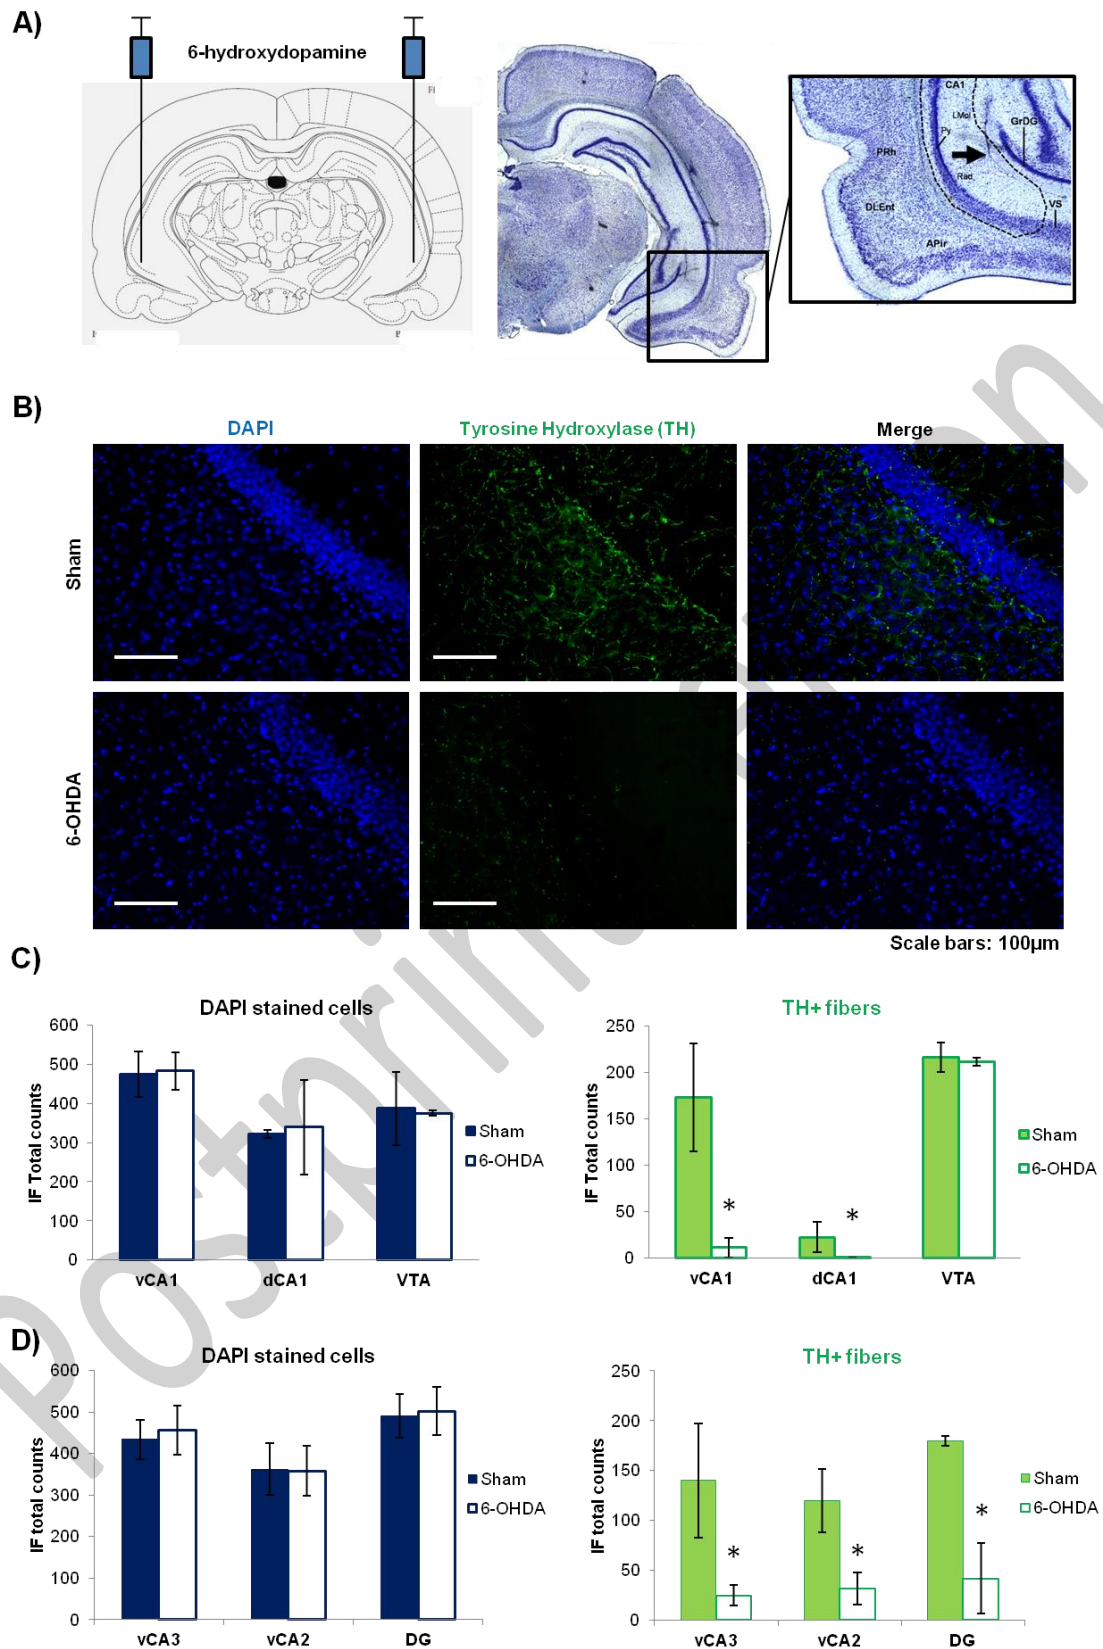 A)
6-hydroxydopamine
CA1
LMol
GrDG
Py
PRh
Rad
DLEnt
VS
APir
B)
DAPI
Tyrosine Hydroxylase (TH)
Merge
Sham
6-OHDA
Scale bars: 100µm
C)
DAPI stained cells
600
500
400
300
200
100
0
IF Total counts
vCA1
dCA1
VTA
Sham
6-OHDA
TH+ fibers
250
200
150
100
50
0
IF Total counts
*
*
vCA1
dCA1
VTA
Sham
6-OHDA
D)
DAPI stained cells
600
500
400
300
200
100
0
IF total counts
vCA3
vCA2
DG
Sham
6-OHDA
TH+ fibers
250
200
150
100
50
0
IF total counts
*
*
*
vCA3
vCA2
DG
Sham
6-OHDA